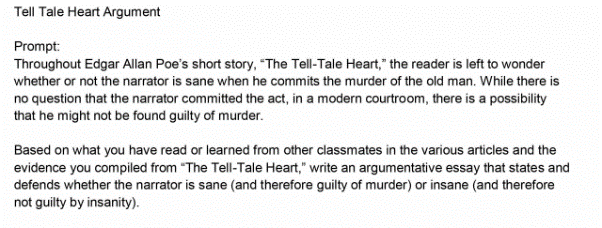 Tell Tale Heart Argument
Prompt:
Throughout Edgar Allan Poe's short story, “The Tell-Tale Heart,” the reader is left to wonder
whether or not the narrator is sane when he commits the murder of the old man. While there is
no question that the narrator committed the act, in a modern courtroom, there is a possibility
that he might not be found guilty of murder.
Based on what you have read or learned from other classmates in the various articles and the
evidence you compiled from “The Tell-Tale Heart,” write an argumentative essay that states and
defends whether the narrator is sane (and therefore guilty of murder) or insane (and therefore
not guilty by insanity).